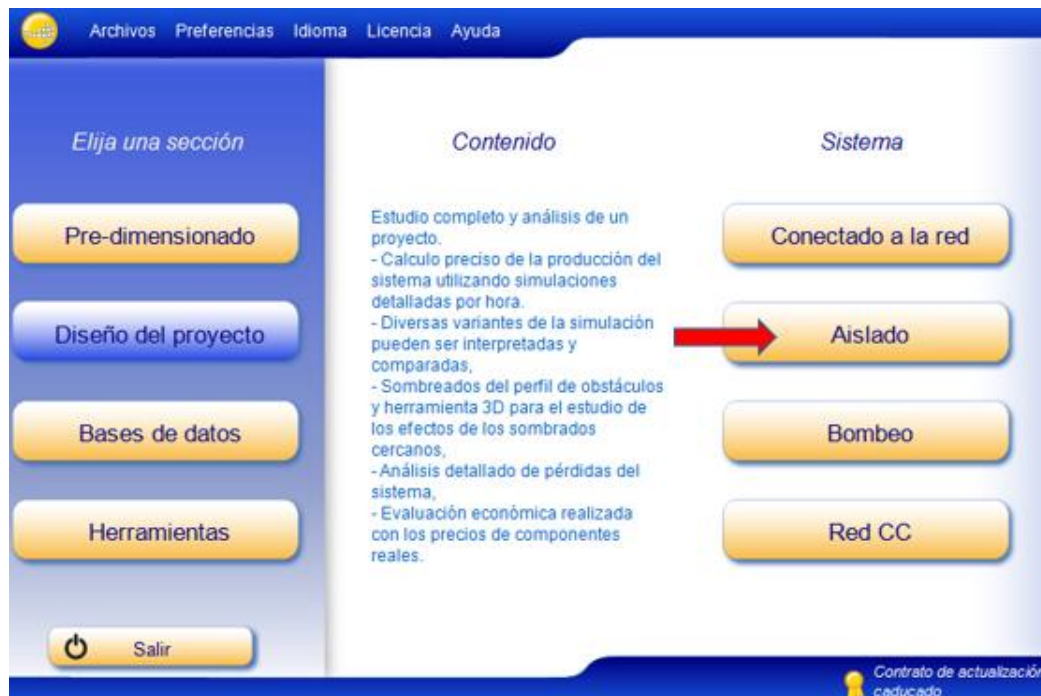 Archivos Preferencias Idioma Licencia Ayuda
Elija una sección
Pre-dimensionado
Diseño del proyecto
Bases de datos
Herramientas
Salir
Contenido
Estudio completo y análisis de un
proyecto.
- Calculo preciso de la producción del
sistema utilizando simulaciones
detalladas por hora.
- Diversas variantes de la simulación
pueden ser interpretadas y
comparadas,
- Sombreados del perfil de obstáculos
y herramienta 3D para el estudio de
los efectos de los sombrados
cercanos,
- Análisis detallado de pérdidas del
sistema,
- Evaluación económica realizada
con los precios de componentes
reales.
Sistema
Conectado a la red
Aislado
Bombeo
Red CC
Contrato de actualización
caducado